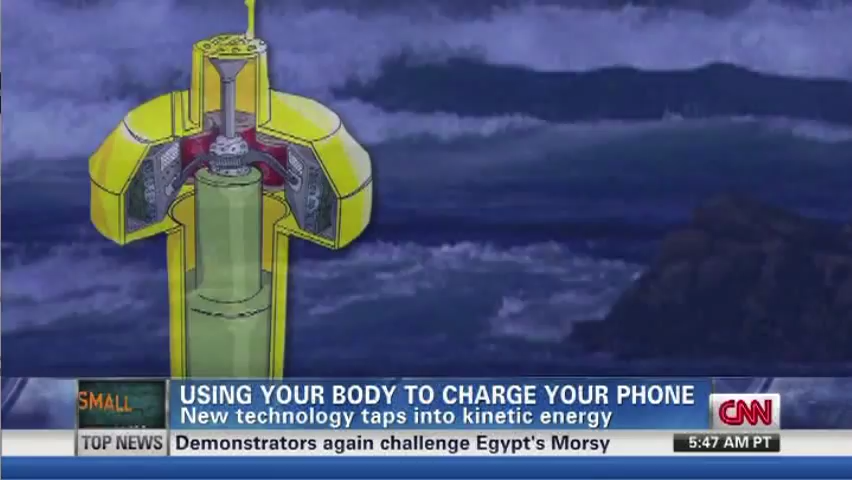 SMALL
USING YOUR BODY TO CHARGE YOUR PHONE
New technology taps into kinetic energy
CNN
TOP NEWS
Demonstrators again challenge Egypt's Morsy
5:47 AM PT